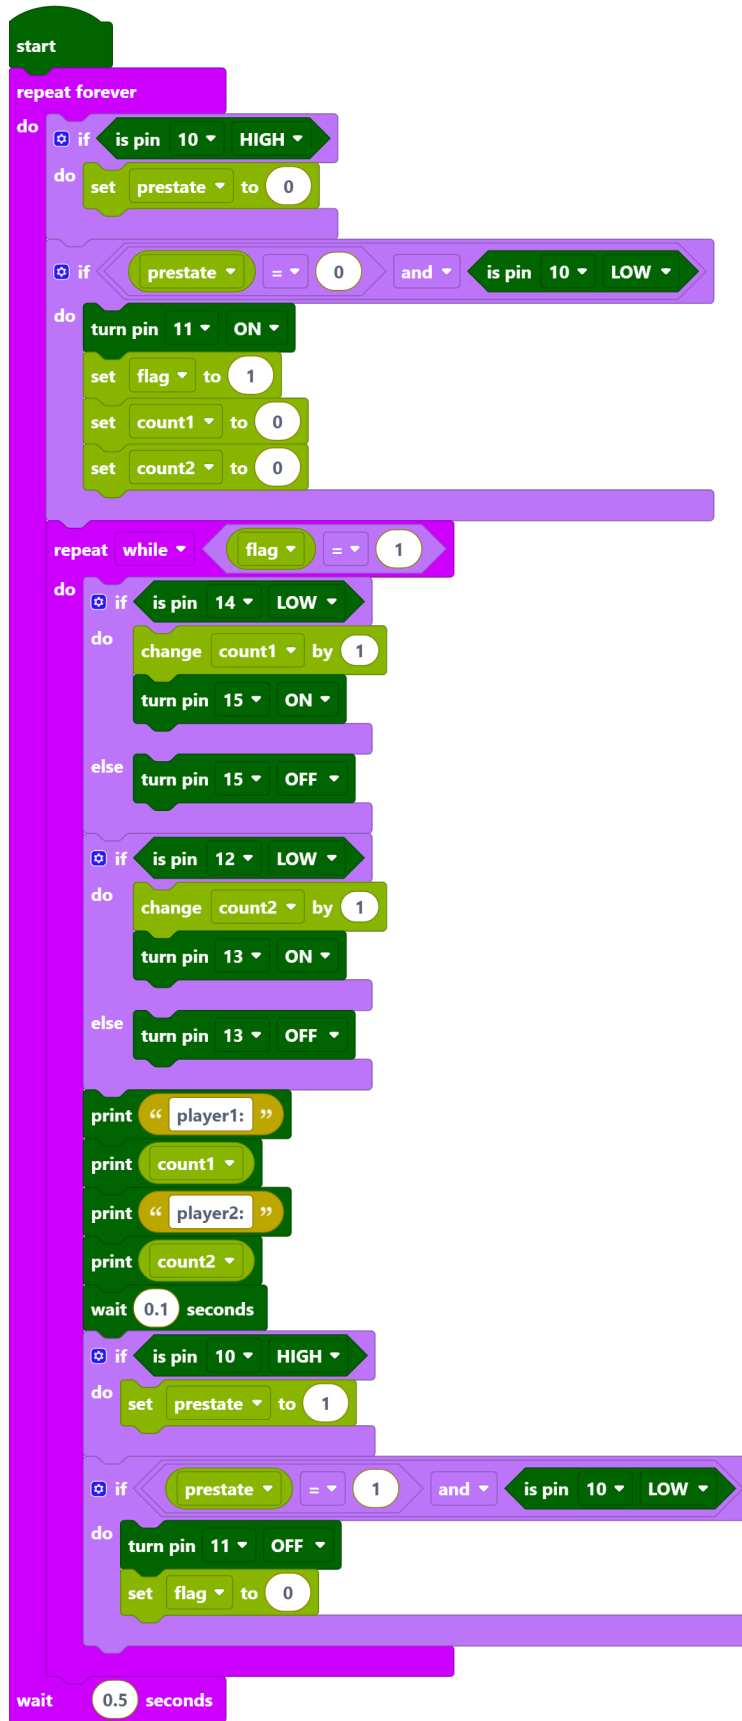 start
repeat forever
do if is pin 10 HIGH
do set prestate to 0
if prestate = 0 and is pin 10 LOW
do turn pin 11 ON
set flag to 1
set count1 to 0
set count2 to 0
repeat while flag = 1
do if is pin 14 LOW
do change count1 by 1
turn pin 15 ON
else turn pin 15 OFF
if is pin 12 LOW
do change count2 by 1
turn pin 13 ON
else turn pin 13 OFF
print “ player1: ”
print count1
print “ player2: ”
print count2
wait 0.1 seconds
if is pin 10 HIGH
do set prestate to 1
if prestate = 1 and is pin 10 LOW
do turn pin 11 OFF
set flag to 0
wait 0.5 seconds